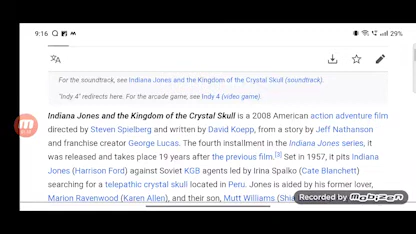 9:16
29%
For the soundtrack, see Indiana Jones and the Kingdom of the Crystal Skull (soundtrack).
"Indy 4" redirects here. For the arcade game, see Indy 4 (video game).
Indiana Jones and the Kingdom of the Crystal Skull is a 2008 American action adventure film
directed by Steven Spielberg and written by David Koepp, from a story by Jeff Nathanson
and franchise creator George Lucas. The fourth installment in the Indiana Jones series, it
was released and takes place 19 years after the previous film.[3] Set in 1957, it pits Indiana
Jones (Harrison Ford) against Soviet KGB agents led by Irina Spalko (Cate Blanchett)
searching for a telepathic crystal skull located in Peru. Jones is aided by his former lover,
Marion Ravenwood (Karen Allen), and their son, Mutt Williams
Recorded by Mobizen